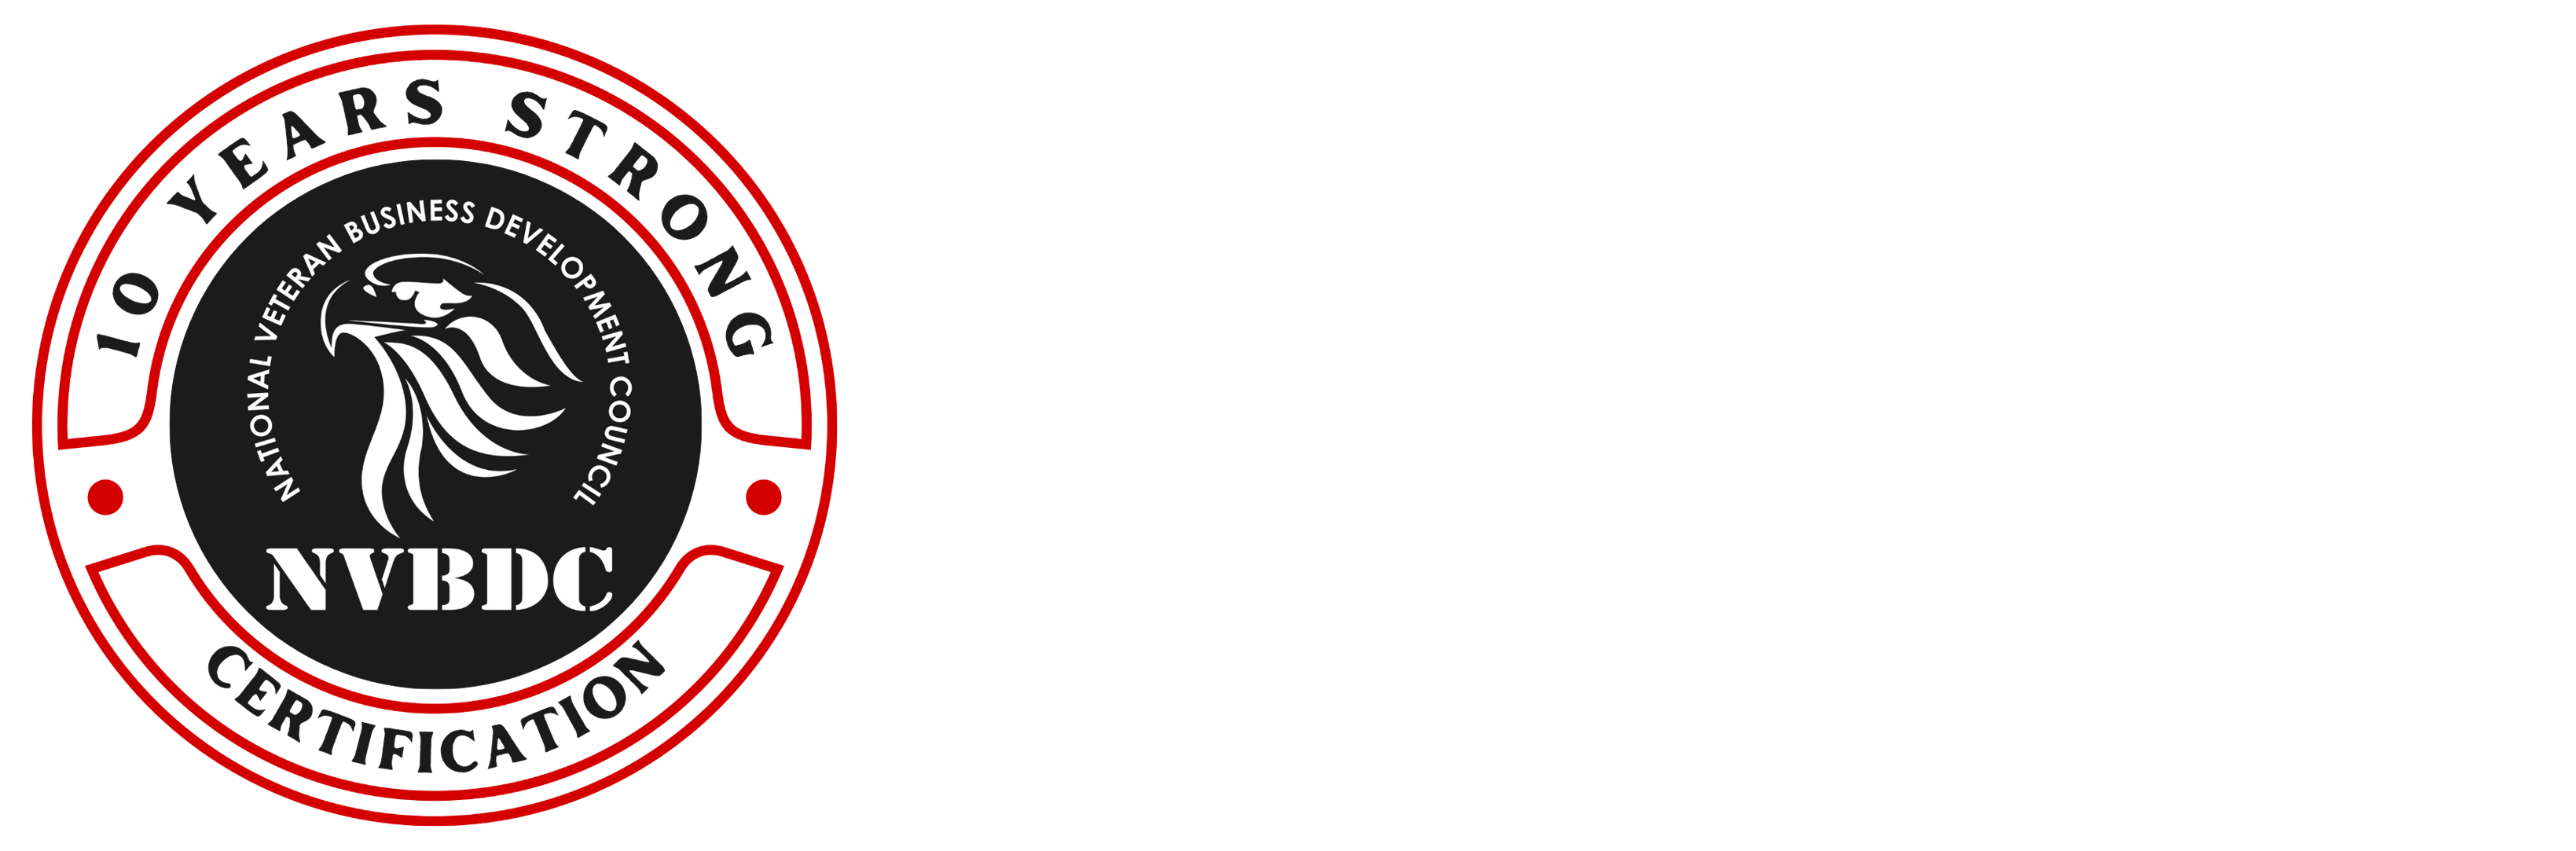 10 YEARS STRONG
NATIONAL VETERAN BUSINESS DEVELOPMENT COUNCIL
NVBDC
CERTIFICATION